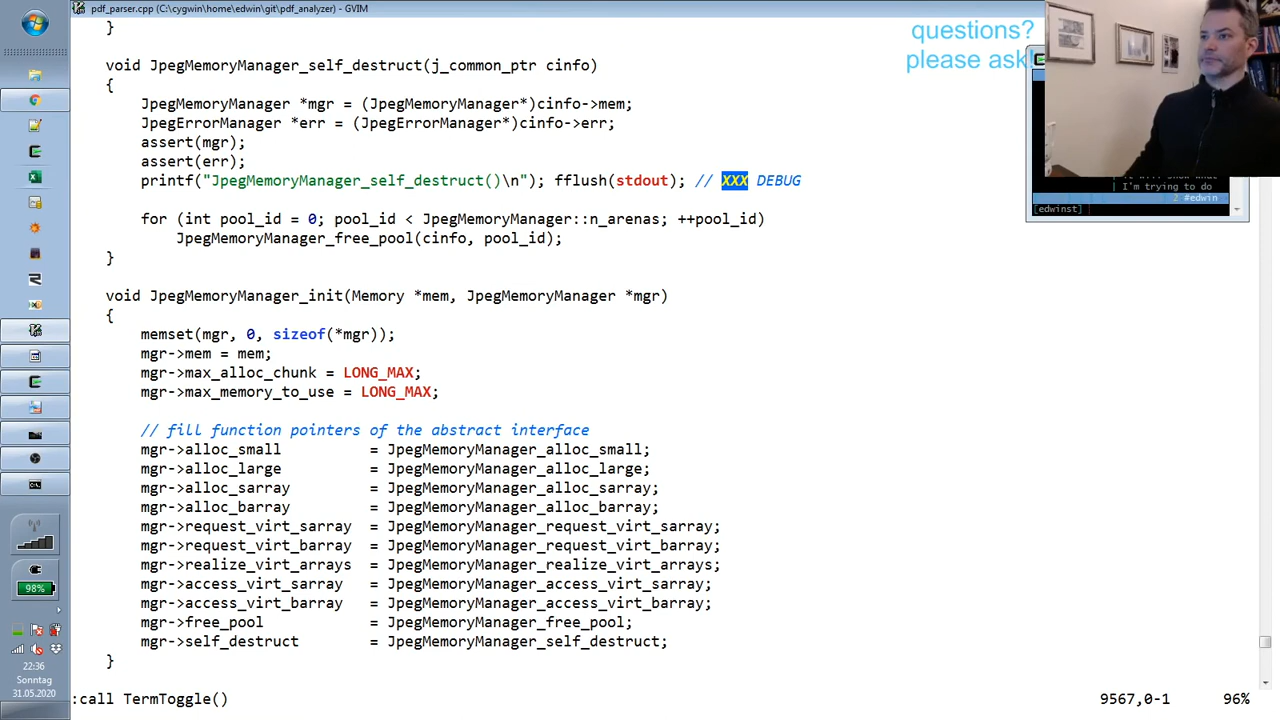 pdf_parser.cpp (C:\cygwin\home\edwin\git\pdf_analyzer) - GVIM
}
questions?
please ask!
void JpegMemoryManager_self_destruct(j_common_ptr cinfo)
{
JpegMemoryManager *mgr = (JpegMemoryManager*)cinfo->mem;
JpegErrorManager *err = (JpegErrorManager*)cinfo->err;
assert(mgr);
assert(err);
printf("JpegMemoryManager_self_destruct()\n"); fflush(stdout); // XXX DEBUG
for (int pool_id = 0; pool_id < JpegMemoryManager::n_arenas; ++pool_id)
JpegMemoryManager_free_pool(cinfo, pool_id);
}
void JpegMemoryManager_init(Memory *mem, JpegMemoryManager *mgr)
{
memset(mgr, 0, sizeof(*mgr));
mgr->mem = mem;
mgr->max_alloc_chunk = LONG_MAX;
mgr->max_memory_to_use = LONG_MAX;
// fill function pointers of the abstract interface
mgr->alloc_small = JpegMemoryManager_alloc_small;
mgr->alloc_large = JpegMemoryManager_alloc_large;
mgr->alloc_sarray = JpegMemoryManager_alloc_sarray;
mgr->alloc_barray = JpegMemoryManager_alloc_barray;
mgr->request_virt_sarray = JpegMemoryManager_request_virt_sarray;
mgr->request_virt_barray = JpegMemoryManager_request_virt_barray;
mgr->realize_virt_arrays = JpegMemoryManager_realize_virt_arrays;
mgr->access_virt_sarray = JpegMemoryManager_access_virt_sarray;
mgr->access_virt_barray = JpegMemoryManager_access_virt_barray;
mgr->free_pool = JpegMemoryManager_free_pool;
mgr->self_destruct = JpegMemoryManager_self_destruct;
}
:call TermToggle() 9567,0-1 96%
| I'm trying to do
2 #edwin
[edwinst]
98%
22:36
Sonntag
31.05.2020